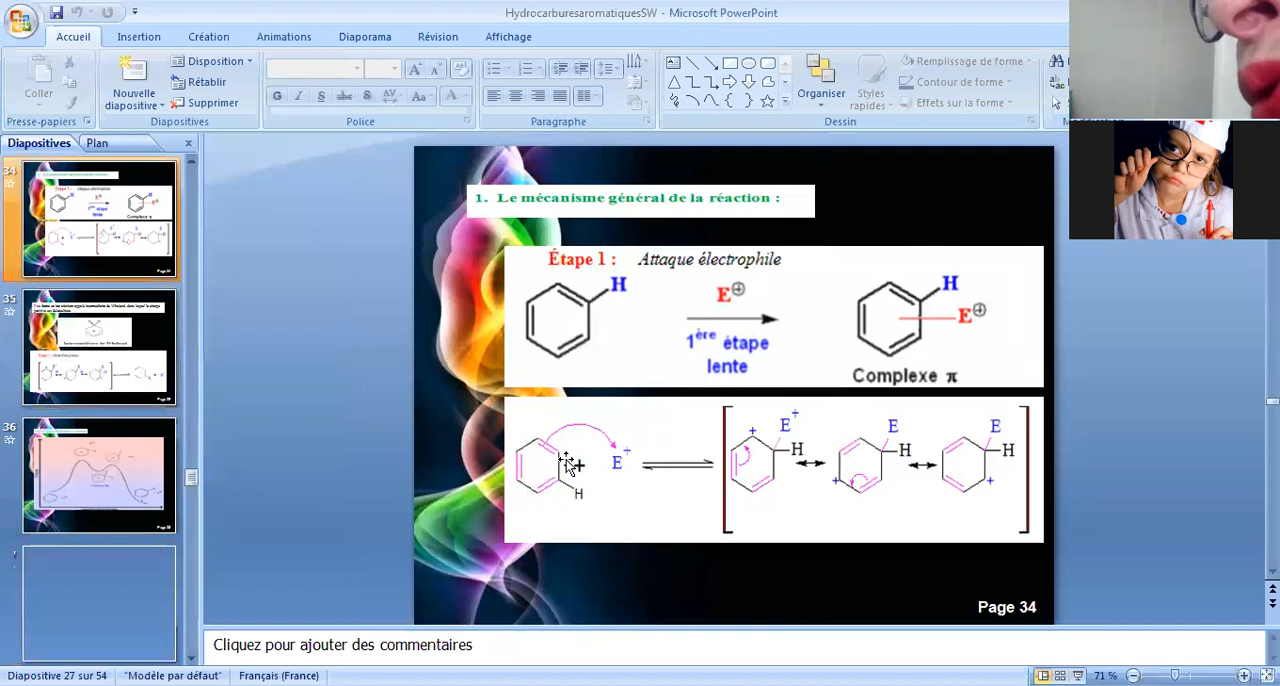 HydrocarburesaromatiquesSW - Microsoft PowerPoint
Accueil Insertion Création Animations Diaporama Révision Affichage
Coller
Nouvelle diapositive
Disposition
Rétablir
Supprimer
G I S abc S AV Aa A
Organiser
Styles rapides
Remplissage de forme
Contour de forme
Effets sur la forme
Presse-papiers Diapositives Police Paragraphe Dessin
Diapositives Plan
34
35
36
1. Le mécanisme général de la réaction :
Étape 1 : Attaque électrophile
H
E⊕
1ère étape
lente
H
E⊕
Complexe π
+ E+
H
+ E+ H
E H +
E H +
Page 34
Cliquez pour ajouter des commentaires
Diapositive 27 sur 54 "Modèle par défaut" Français (France) 71 %